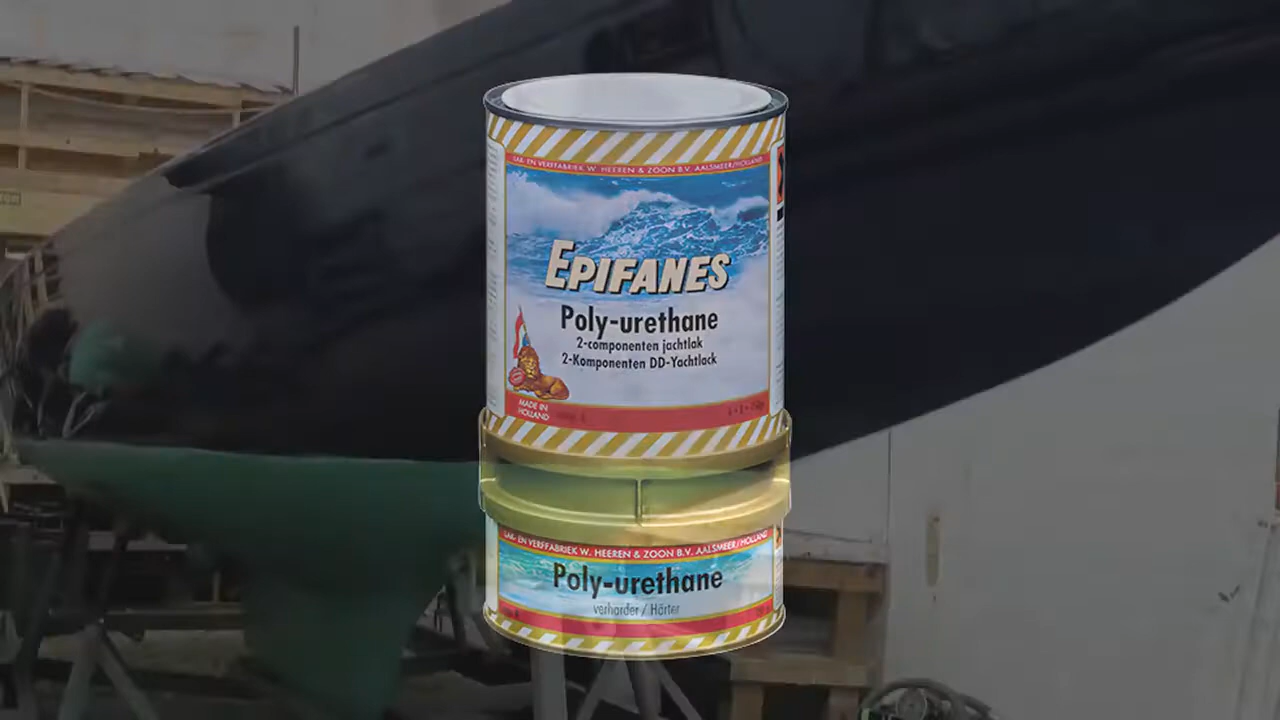 LAK- EN VERFFABRIEK W. HEEREN & ZOON B.V. AALSMEER/HOLLAND
EPIFANES
Poly-urethane
2-componenten jachtlak
2-Komponenten DD-Yachtlack
MADE IN
HOLLAND
LAK- EN VERFFABRIEK W. HEEREN & ZOON B.V. AALSMEER/HOLLAND
Poly-urethane
verharder / Härter